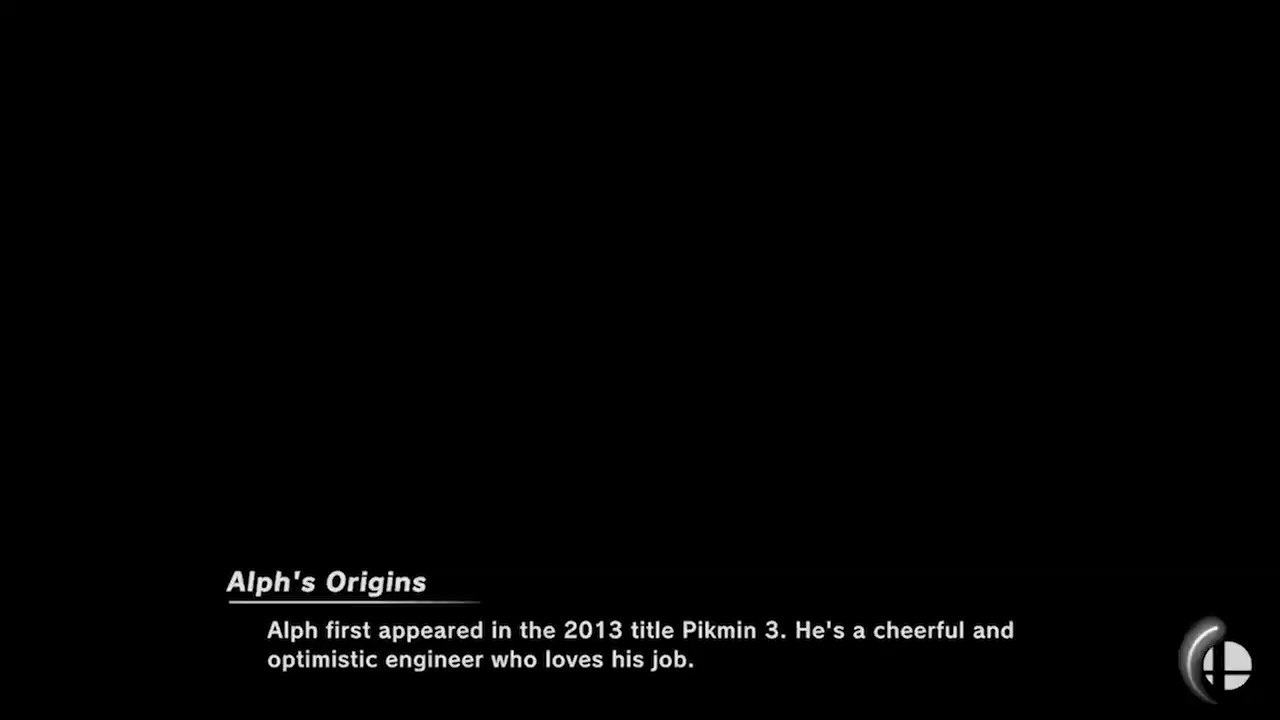 Alph's Origins
Alph first appeared in the 2013 title Pikmin 3. He's a cheerful and
optimistic engineer who loves his job.